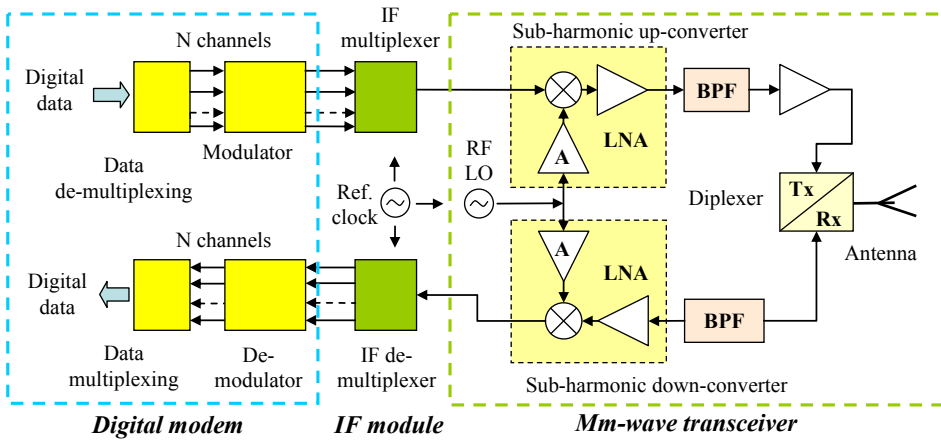 IF
multiplexer
N channels
Digital
data
Modulator
Data
de-multiplexing
Sub-harmonic up-converter
BPF
LNA
A
RF
LO
Ref.
clock
Diplexer
Tx
Rx
Antenna
N channels
Digital
data
A
LNA
BPF
Data
multiplexing
De-
modulator
IF de-
multiplexer
Sub-harmonic down-converter
Digital modem
IF module
Mm-wave transceiver